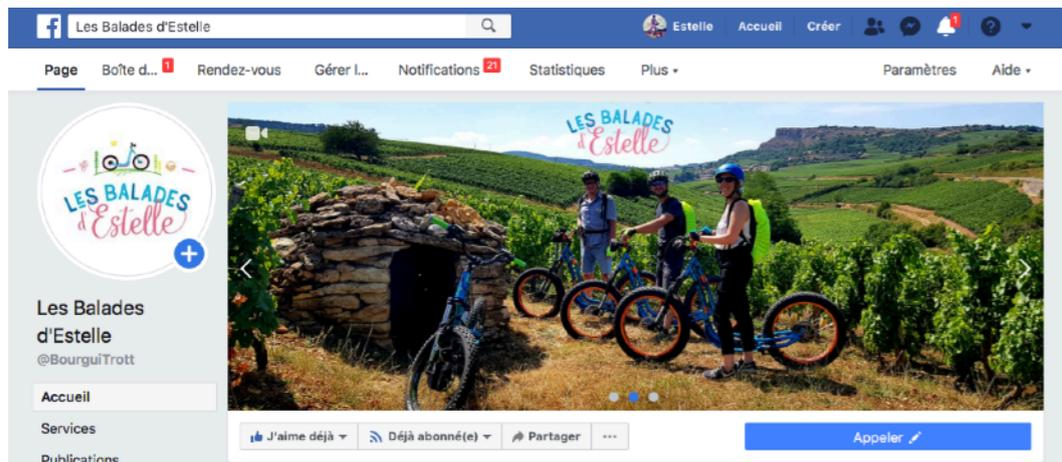 Les Balades d'Estelle
Estelle Accueil Créer 1
Page Boîte d... 1 Rendez-vous Gérer l... Notifications 21 Statistiques Plus Paramètres Aide
LES BALADES
d'Estelle
LES BALADES
d'Estelle
Les Balades
d'Estelle
@BourguiTrott
Accueil
Services
Publications
J'aime déjà Déjà abonné(e) Partager ... Appeler